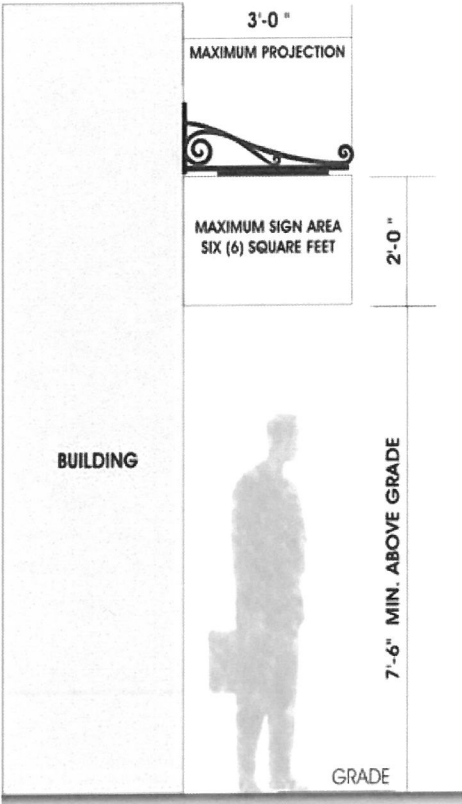 3'-0 "
MAXIMUM PROJECTION
MAXIMUM SIGN AREA
SIX (6) SQUARE FEET
2'-0 "
BUILDING
7'-6" MIN. ABOVE GRADE
GRADE